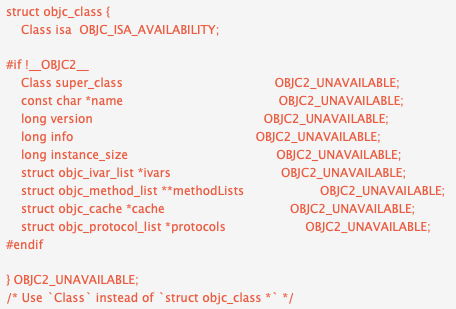 struct objc_class {
Class isa  OBJC_ISA_AVAILABILITY;
#if !__OBJC2__
Class super_class                                        OBJC2_UNAVAILABLE;
const char *name                                         OBJC2_UNAVAILABLE;
long version                                             OBJC2_UNAVAILABLE;
long info                                                OBJC2_UNAVAILABLE;
long instance_size                                       OBJC2_UNAVAILABLE;
struct objc_ivar_list *ivars                             OBJC2_UNAVAILABLE;
struct objc_method_list **methodLists                    OBJC2_UNAVAILABLE;
struct objc_cache *cache                                 OBJC2_UNAVAILABLE;
struct objc_protocol_list *protocols                     OBJC2_UNAVAILABLE;
#endif
} OBJC2_UNAVAILABLE;
/* Use `Class` instead of `struct objc_class *` */